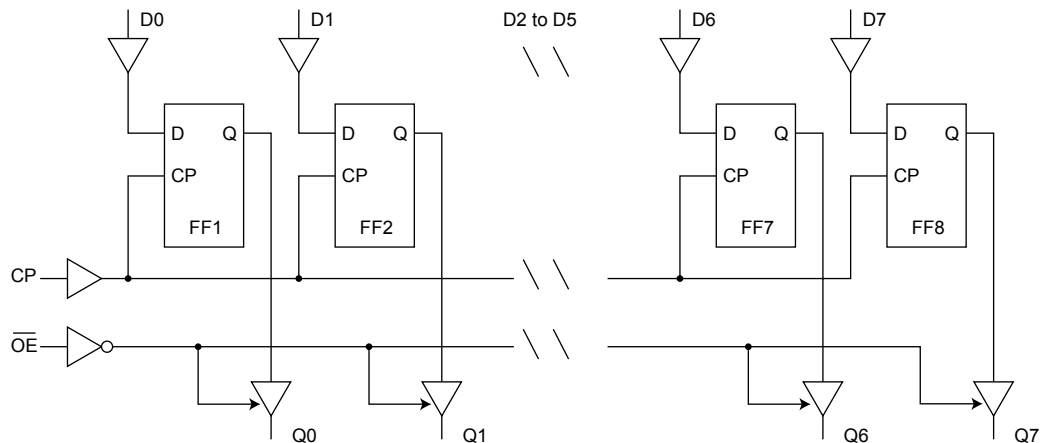 D0 D1 D2 to D5 D6 D7
D Q D Q D Q D Q
CP CP CP CP
FF1 FF2 FF7 FF8
CP
O̅E̅
Q0 Q1 Q6 Q7